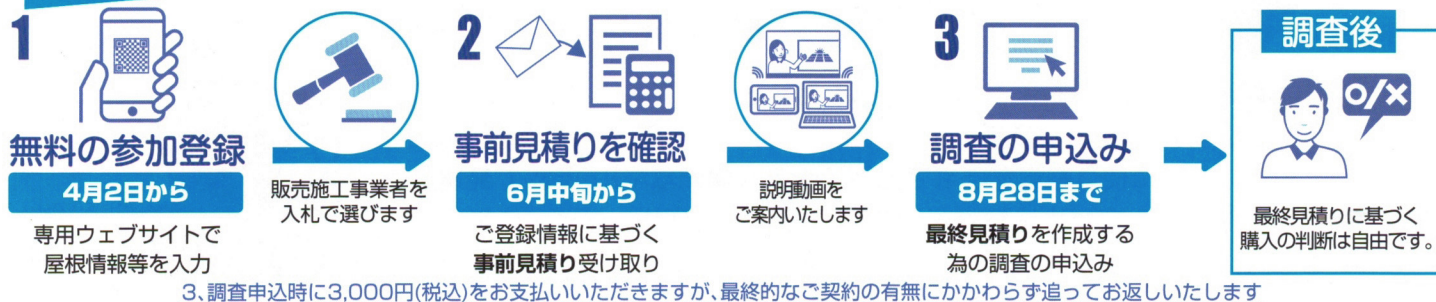 1
無料の参加登録
4月2日から
専用ウェブサイトで
屋根情報等を入力
販売施工事業者を
入札で選びます
2
事前見積りを確認
6月中旬から
ご登録情報に基づく
事前見積り受け取り
説明動画を
ご案内いたします
3
調査の申込み
8月28日まで
最終見積りを作成する
為の調査の申込み
調査後
o/×
最終見積りに基づく
購入の判断は自由です。
3、調査申込時に3,000円(税込)をお支払いいただきますが、最終的なご契約の有無にかかわらず追ってお返しいたします